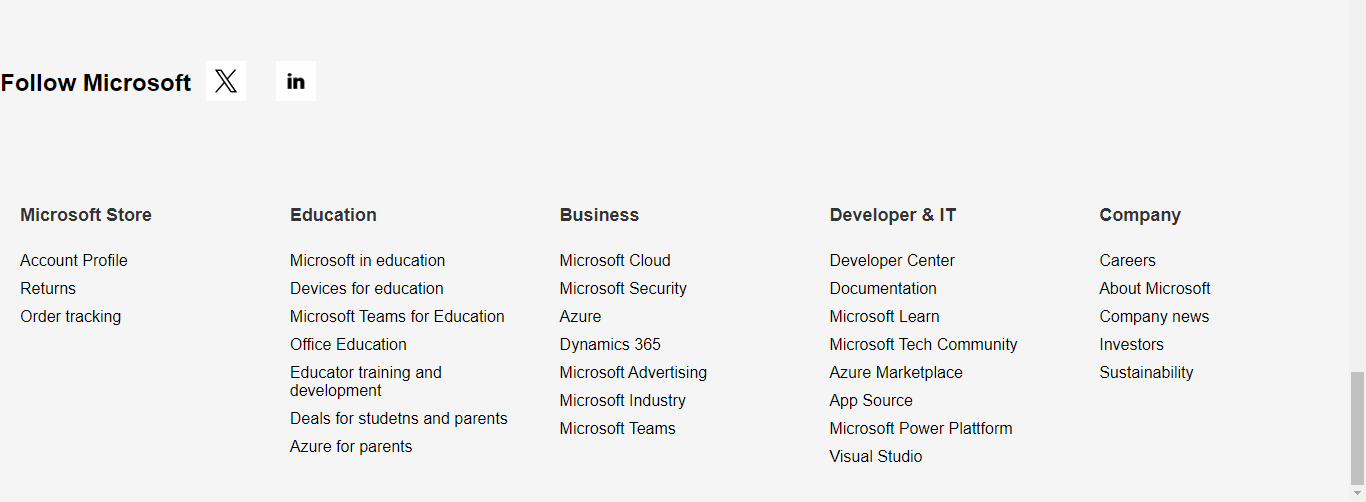 Follow Microsoft X in
Microsoft Store
Account Profile
Returns
Order tracking
Education
Microsoft in education
Devices for education
Microsoft Teams for Education
Office Education
Educator training and
development
Deals for studetns and parents
Azure for parents
Business
Microsoft Cloud
Microsoft Security
Azure
Dynamics 365
Microsoft Advertising
Microsoft Industry
Microsoft Teams
Developer & IT
Developer Center
Documentation
Microsoft Learn
Microsoft Tech Community
Azure Marketplace
App Source
Microsoft Power Plattform
Visual Studio
Company
Careers
About Microsoft
Company news
Investors
Sustainability